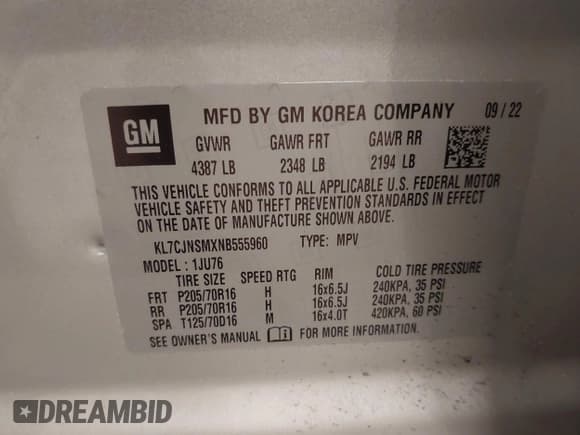 GM
MFD BY GM KOREA COMPANY 09/22
GVWR GAWR FRT GAWR RR
4387 LB 2348 LB 2194 LB
THIS VEHICLE CONFORMS TO ALL APPLICABLE U.S. FEDERAL MOTOR
VEHICLE SAFETY AND THEFT PREVENTION STANDARDS IN EFFECT
ON THE DATE OF MANUFACTURE SHOWN ABOVE.
KL7CJNSMXNB555960 TYPE: MPV
MODEL: 1JU76
TIRE SIZE SPEED RTG RIM COLD TIRE PRESSURE
FRT P205/70R16 H 16x6.5J 240KPA, 35 PSI
RR P205/70R16 H 16x6.5J 240KPA, 35 PSI
SPA T125/70D16 M 16x4.0T 420KPA, 60 PSI
SEE OWNER'S MANUAL FOR MORE INFORMATION.
DREAMBID